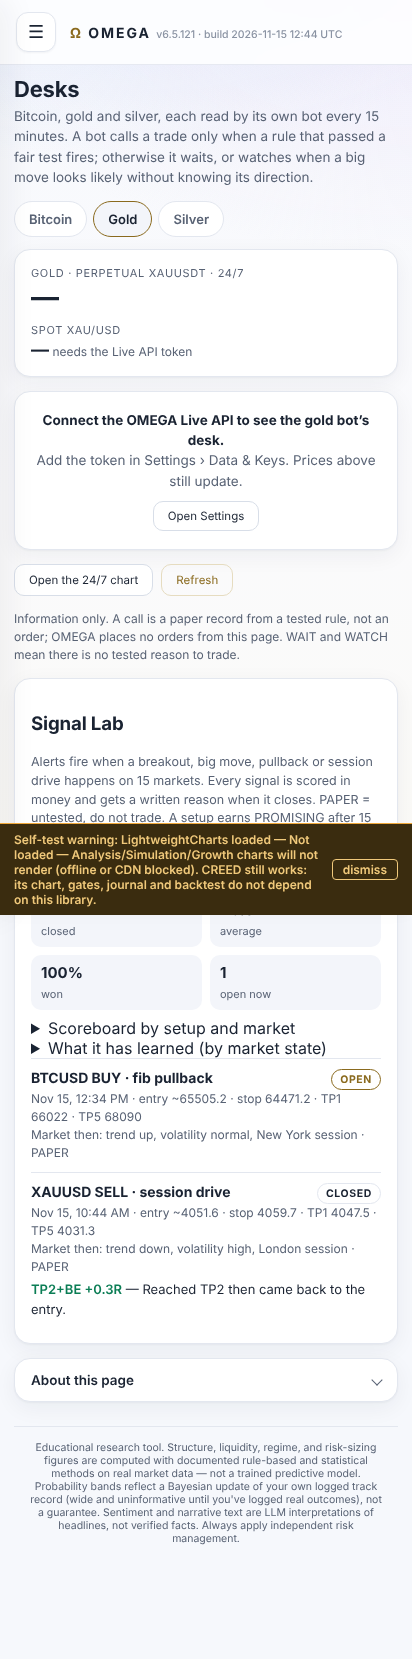 ☰ Ω OMEGA v6.5.121 · build 2026-11-15 12:44 UTC
Desks
Bitcoin, gold and silver, each read by its own bot every 15
minutes. A bot calls a trade only when a rule that passed a
fair test fires; otherwise it waits, or watches when a big
move looks likely without knowing its direction.
Bitcoin Gold Silver
GOLD · PERPETUAL XAUUSDT · 24/7
—
SPOT XAU/USD
— needs the Live API token
Connect the OMEGA Live API to see the gold bot’s
desk.
Add the token in Settings › Data & Keys. Prices above
still update.
Open Settings
Open the 24/7 chart Refresh
Information only. A call is a paper record from a tested rule, not an
order; OMEGA places no orders from this page. WAIT and WATCH
mean there is no tested reason to trade.
Signal Lab
Alerts fire when a breakout, big move, pullback or session
drive happens on 15 markets. Every signal is scored in
money and gets a written reason when it closes. PAPER =
untested, do not trade. A setup earns PROMISING after 15
Self-test warning: LightweightCharts loaded — Not
loaded — Analysis/Simulation/Growth charts will not
render (offline or CDN blocked). CREED still works:
its chart, gates, journal and backtest do not depend
on this library.
dismiss
closed average
100% 1
won open now
▶ Scoreboard by setup and market
▶ What it has learned (by market state)
BTCUSD BUY · fib pullback OPEN
Nov 15, 12:34 PM · entry ~65505.2 · stop 64471.2 · TP1
66022 · TP5 68090
Market then: trend up, volatility normal, New York session ·
PAPER
XAUUSD SELL · session drive CLOSED
Nov 15, 10:44 AM · entry ~4051.6 · stop 4059.7 · TP1 4047.5 ·
TP5 4031.3
Market then: trend down, volatility high, London session ·
PAPER
TP2+BE +0.3R — Reached TP2 then came back to the
entry.
About this page
Educational research tool. Structure, liquidity, regime, and risk-sizing
figures are computed with documented rule-based and statistical
methods on real market data — not a trained predictive model.
Probability bands reflect a Bayesian update of your own logged track
record (wide and uninformative until you've logged real outcomes), not
a guarantee. Sentiment and narrative text are LLM interpretations of
headlines, not verified facts. Always apply independent risk
management.